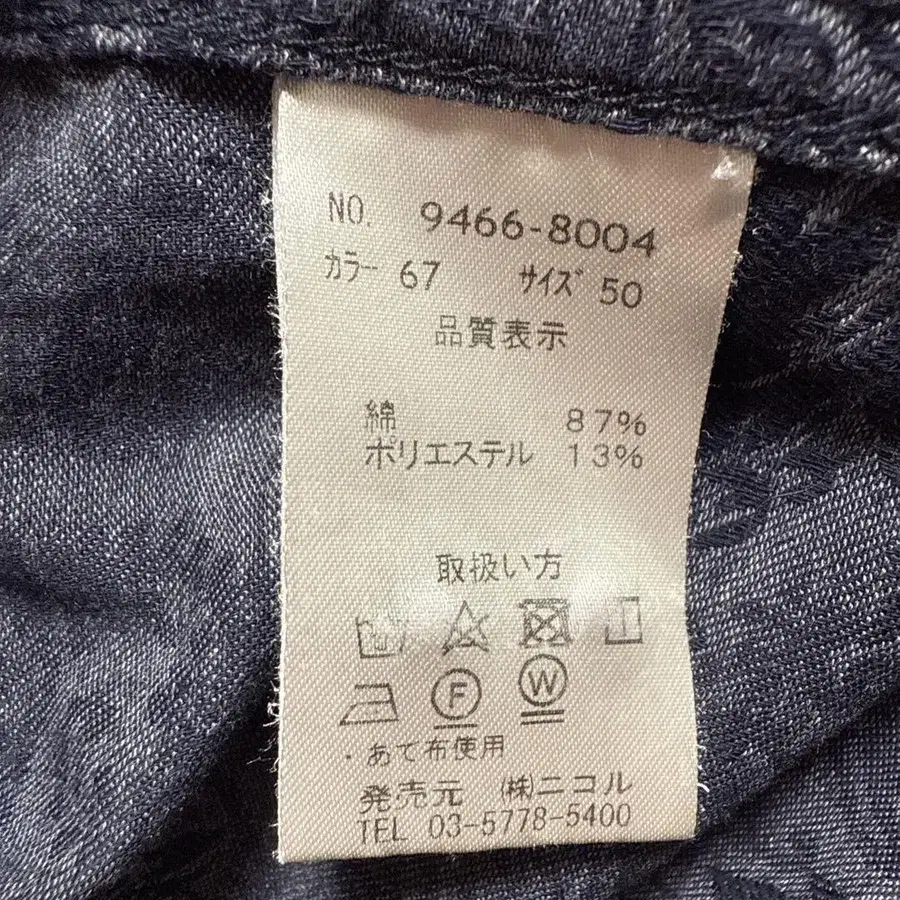 NO. 9466-8004
カラー 67 サイズ 50
品質表示
綿 87%
ポリエステル 13%
取扱い方
F W
・あて布使用
発売元 ㈱ニコル
TEL 03-5778-5400